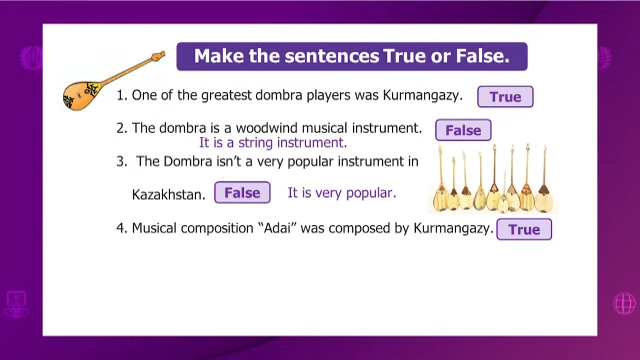 Make the sentences True or False.
1. One of the greatest dombra players was Kurmangazy. True
2. The dombra is a woodwind musical instrument. False
It is a string instrument.
3. The Dombra isn't a very popular instrument in
Kazakhstan. False It is very popular.
4. Musical composition “Adai” was composed by Kurmangazy. True